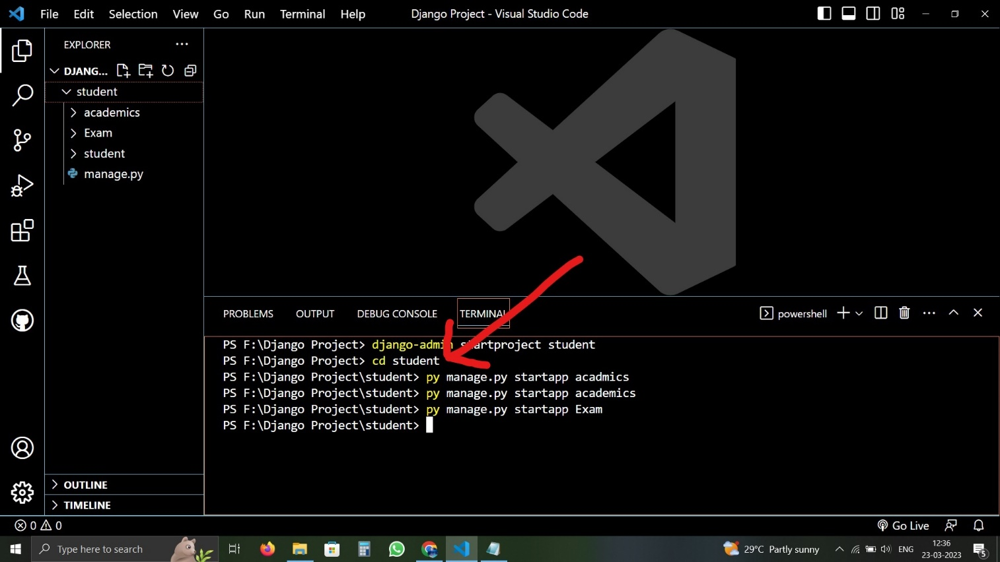 File Edit Selection View Go Run Terminal Help
Django Project - Visual Studio Code
EXPLORER
DJANG...
student
academics
Exam
student
manage.py
OUTLINE
TIMELINE
PROBLEMS OUTPUT DEBUG CONSOLE TERMINAL
powershell
PS F:\Django Project> django-admin startproject student
PS F:\Django Project> cd student
PS F:\Django Project\student> py manage.py startapp acadmics
PS F:\Django Project\student> py manage.py startapp academics
PS F:\Django Project\student> py manage.py startapp Exam
PS F:\Django Project\student>
0 0
Go Live
Type here to search
29°C Partly sunny
ENG
12:36
23-03-2023
5